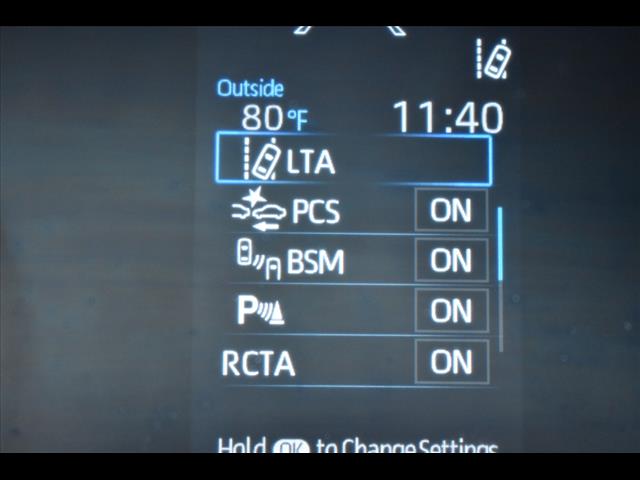 Outside
80 °F 11:40
LTA
PCS ON
BSM ON
P ON
RCTA ON
Hold OK to Change Settings